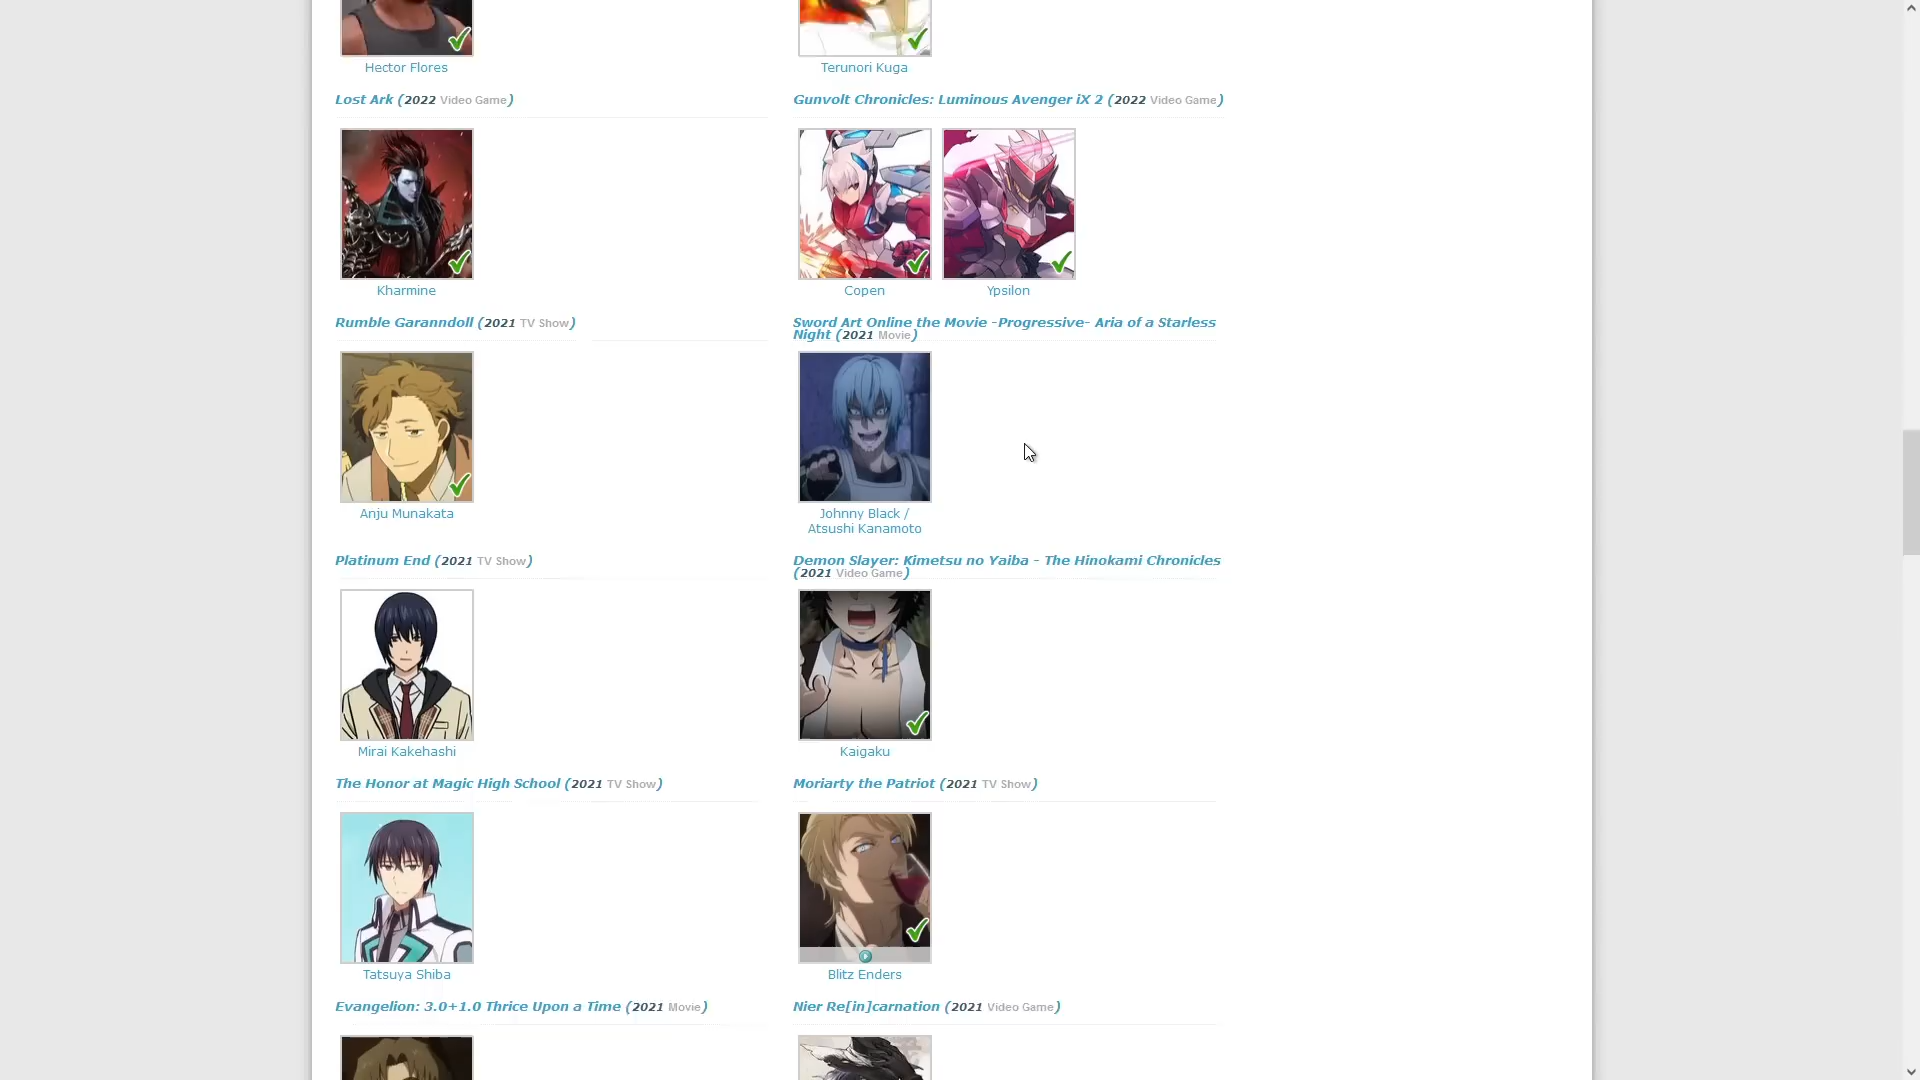 Hector Flores
Terunori Kuga
Lost Ark (2022 Video Game)
Gunvolt Chronicles: Luminous Avenger iX 2 (2022 Video Game)
Kharmine
Copen
Ypsilon
Rumble Garanndoll (2021 TV Show)
Sword Art Online the Movie -Progressive- Aria of a Starless
Night (2021 Movie)
Anju Munakata
Johnny Black /
Atsushi Kanamoto
Platinum End (2021 TV Show)
Demon Slayer: Kimetsu no Yaiba - The Hinokami Chronicles
(2021 Video Game)
Mirai Kakehashi
Kaigaku
The Honor at Magic High School (2021 TV Show)
Moriarty the Patriot (2021 TV Show)
Tatsuya Shiba
Blitz Enders
Evangelion: 3.0+1.0 Thrice Upon a Time (2021 Movie)
Nier Re[in]carnation (2021 Video Game)